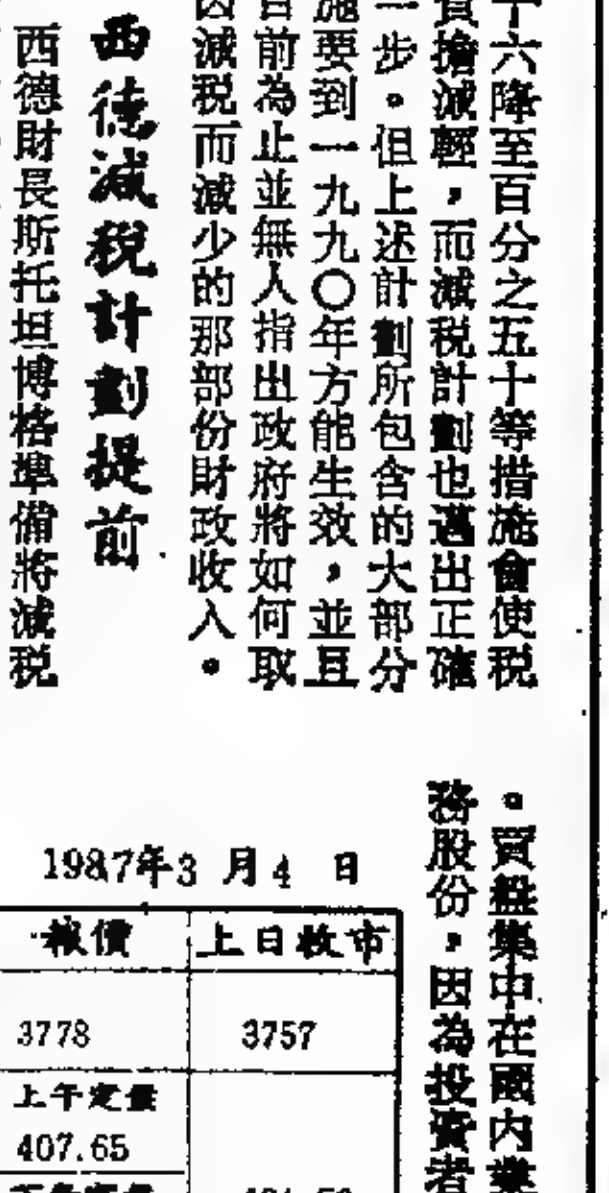 十六降至百分之五十等措施會使税
負擔減輕，而減税計劃也邁出正確
一步。但上述計劃所包含的大部分
施要到一九九〇年方能生效，並且
目前為止並無人指出政府將如何取
因減税而減少的那部份財政收入。
西德減税計劃提前
西德財長斯托坦博格準備將減税
。買盤集中在國內業
務股份，因為投資者
1987年3月4日
報價 上日收市
3778 3757
上午定價
407.65